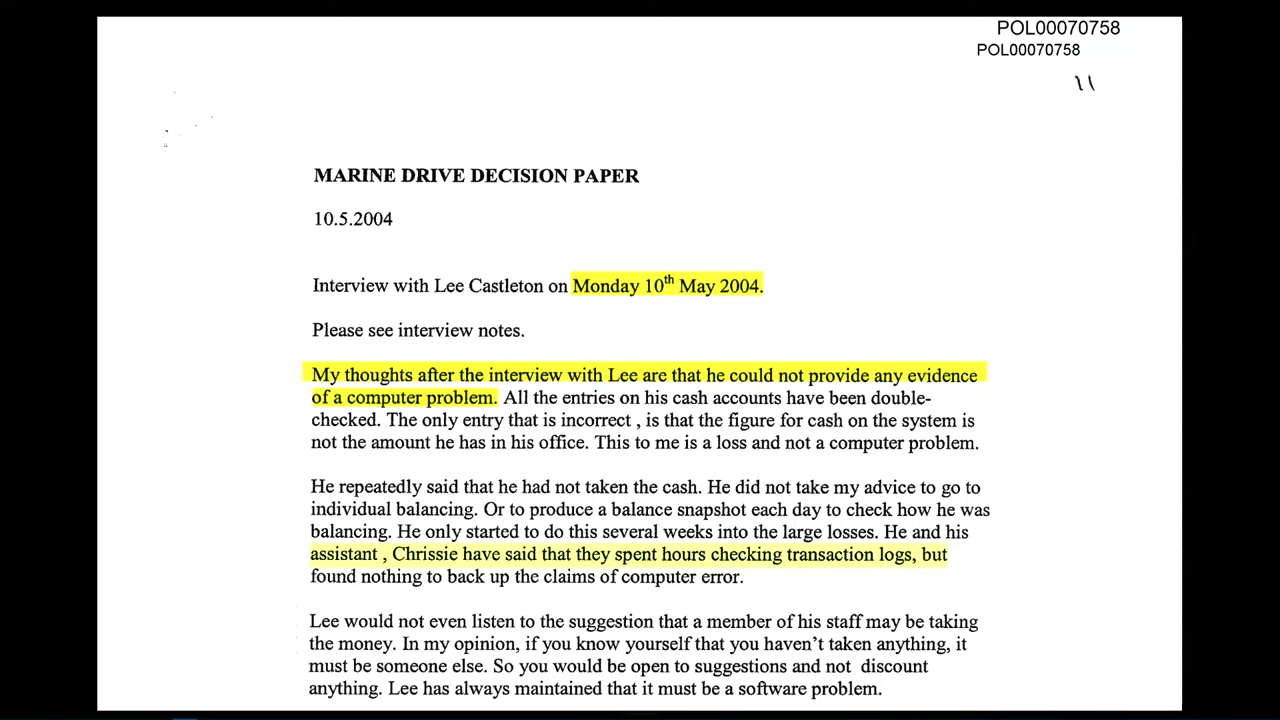 POL00070758
POL00070758
11
MARINE DRIVE DECISION PAPER
10.5.2004
Interview with Lee Castleton on Monday 10th May 2004.
Please see interview notes.
My thoughts after the interview with Lee are that he could not provide any evidence
of a computer problem. All the entries on his cash accounts have been double-
checked. The only entry that is incorrect , is that the figure for cash on the system is
not the amount he has in his office. This to me is a loss and not a computer problem.
He repeatedly said that he had not taken the cash. He did not take my advice to go to
individual balancing. Or to produce a balance snapshot each day to check how he was
balancing. He only started to do this several weeks into the large losses. He and his
assistant , Chrissie have said that they spent hours checking transaction logs, but
found nothing to back up the claims of computer error.
Lee would not even listen to the suggestion that a member of his staff may be taking
the money. In my opinion, if you know yourself that you haven't taken anything, it
must be someone else. So you would be open to suggestions and not  discount
anything. Lee has always maintained that it must be a software problem.